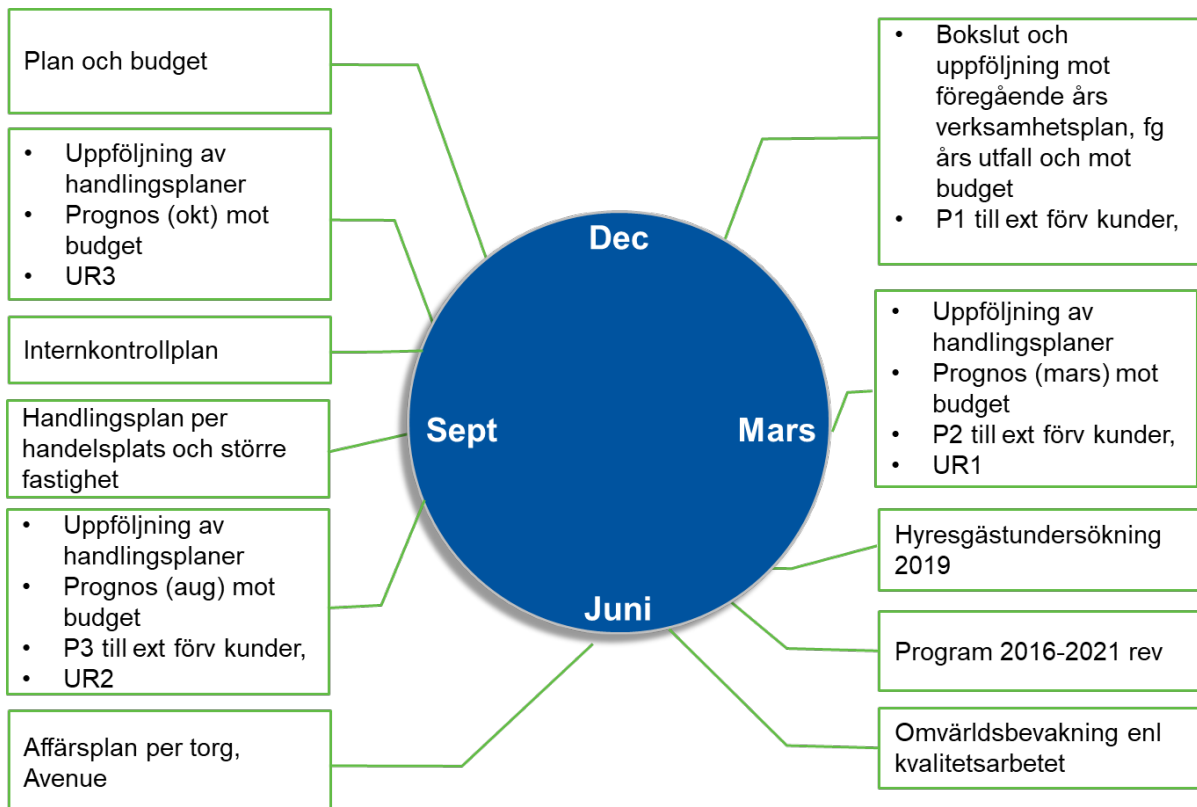 Plan och budget
• Uppföljning av
handlingsplaner
• Prognos (okt) mot
budget
• UR3
Internkontrollplan
Handlingsplan per
handelsplats och större
fastighet
• Uppföljning av
handlingsplaner
• Prognos (aug) mot
budget
• P3 till ext förv kunder,
• UR2
Affärsplan per torg,
Avenue
Dec
Sept
Mars
Juni
• Bokslut och
uppföljning mot
föregående års
verksamhetsplan, fg
års utfall och mot
budget
• P1 till ext förv kunder,
• Uppföljning av
handlingsplaner
• Prognos (mars) mot
budget
• P2 till ext förv kunder,
• UR1
Hyresgästundersökning
2019
Program 2016-2021 rev
Omvärldsbevakning enl
kvalitetsarbetet